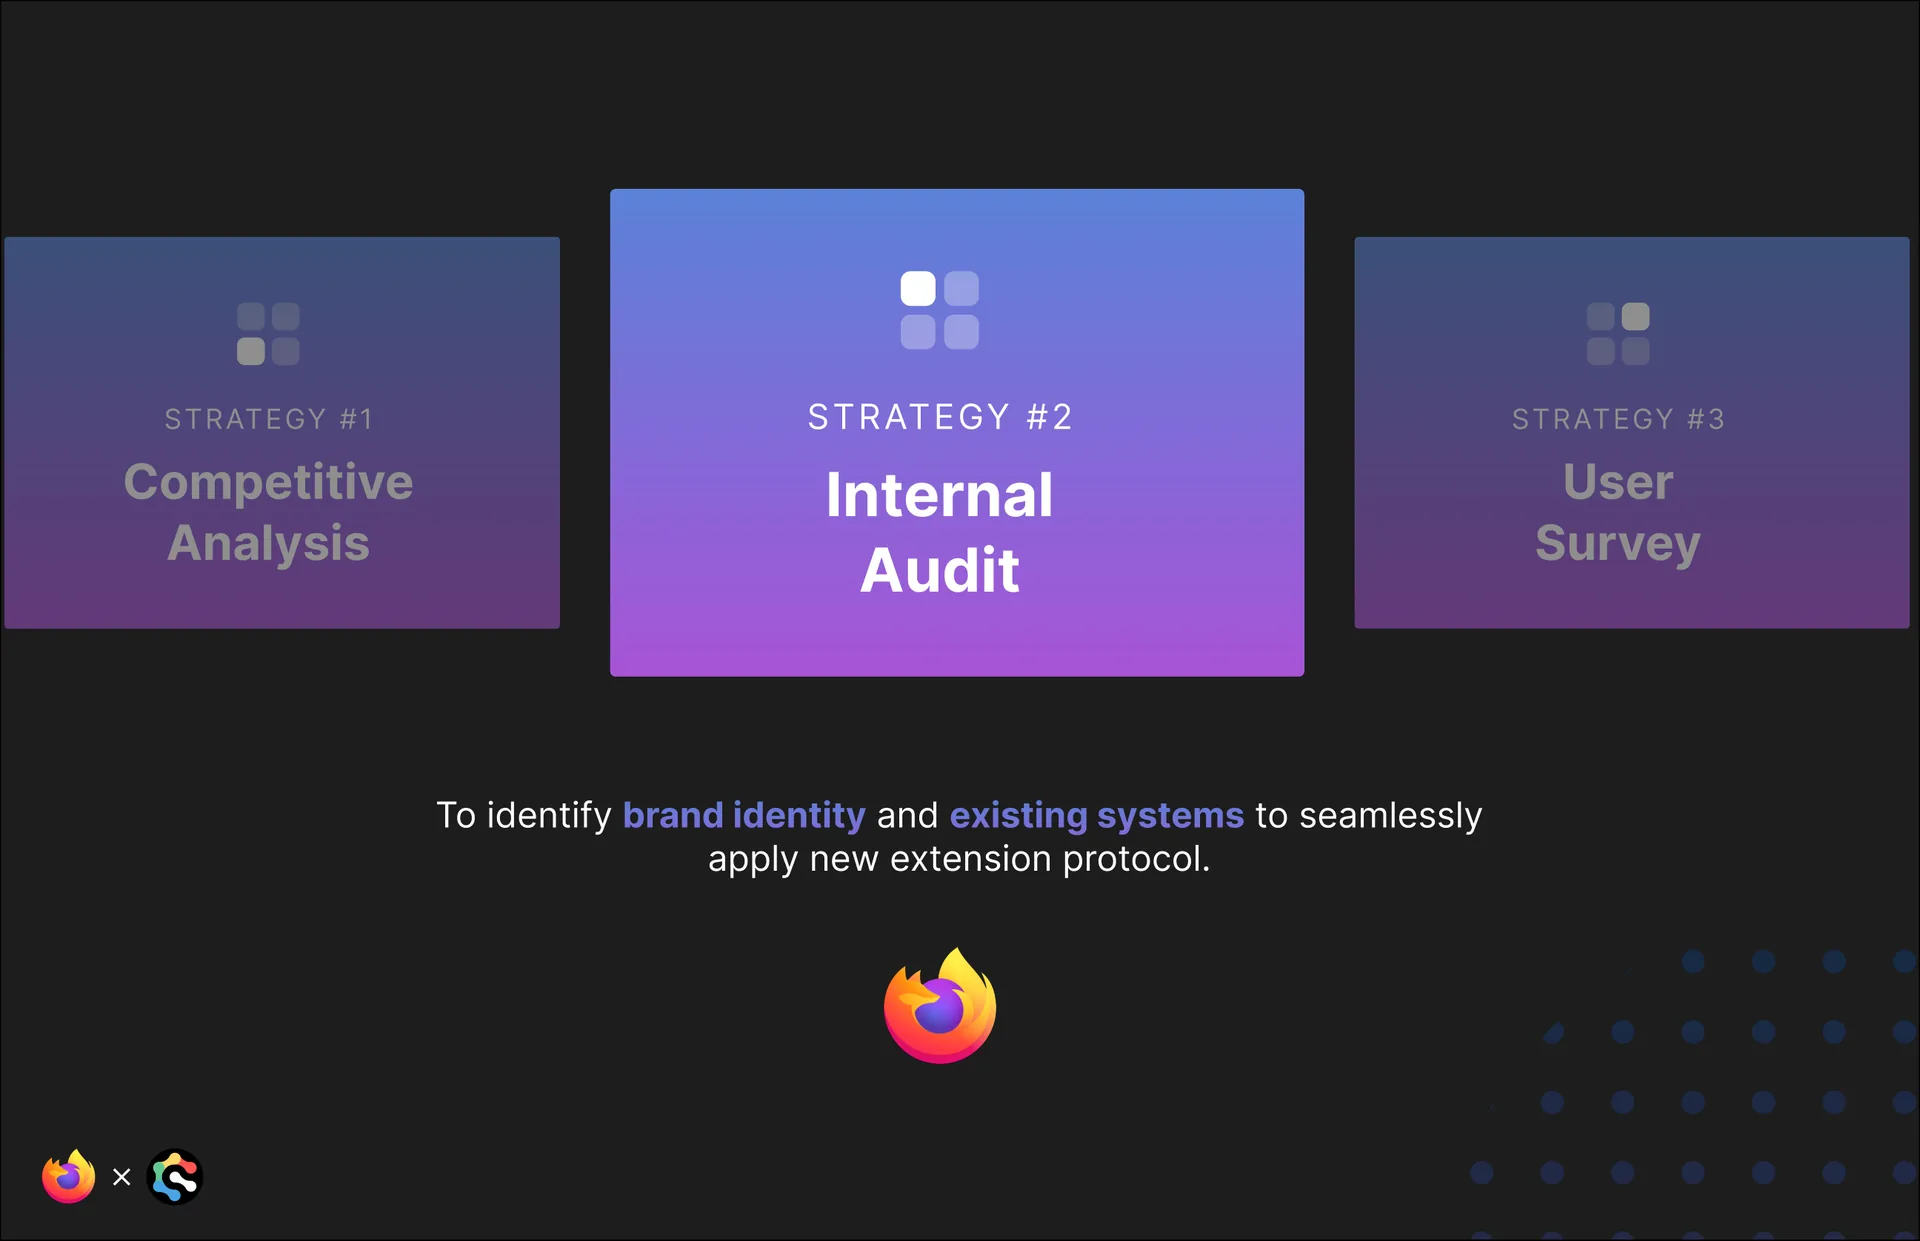 STRATEGY #1
Competitive
Analysis
STRATEGY #2
Internal
Audit
STRATEGY #3
User
Survey
To identify brand identity and existing systems to seamlessly
apply new extension protocol.